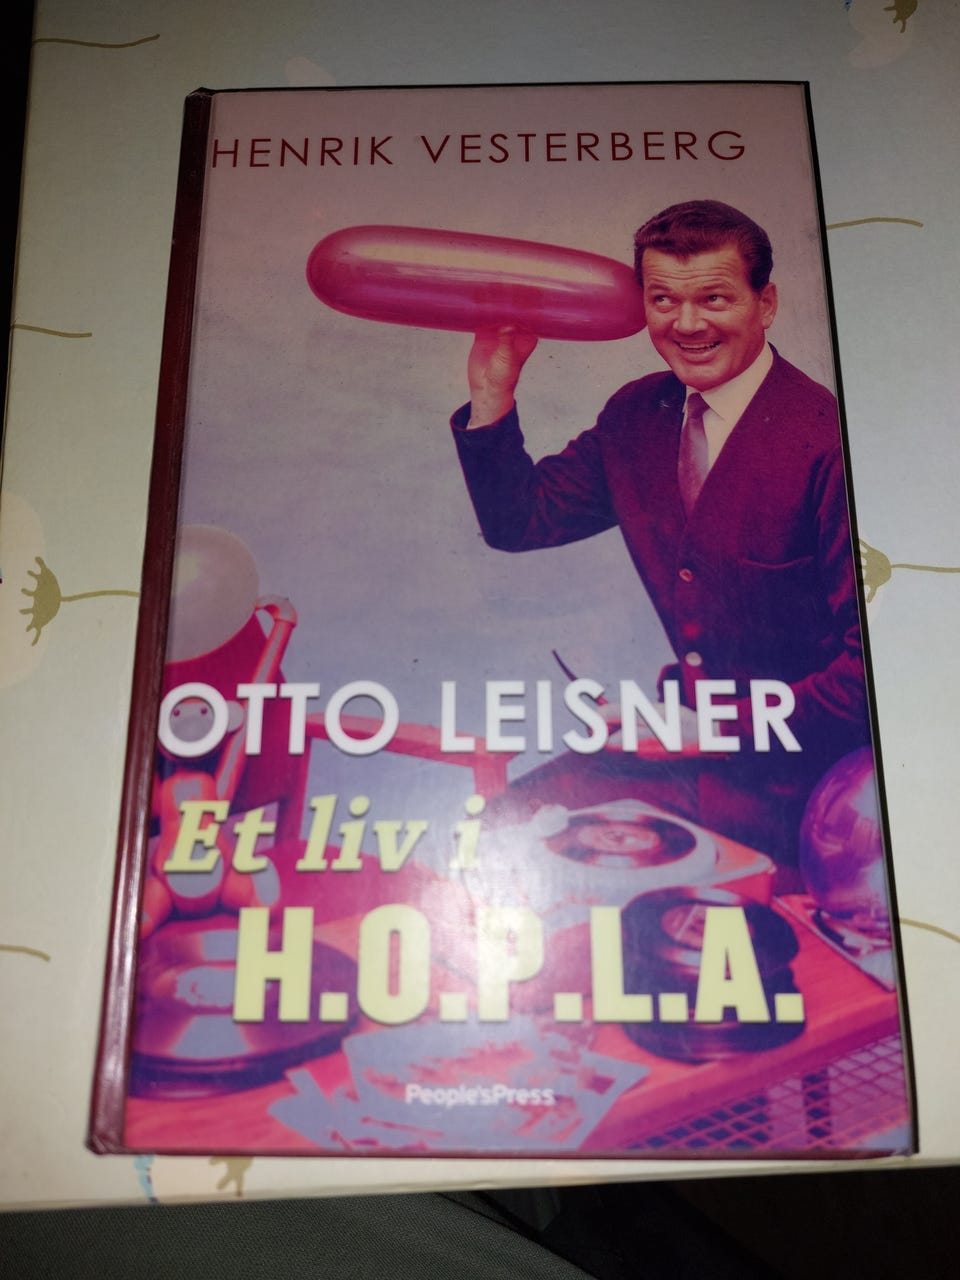 HENRIK VESTERBERG
OTTO LEISNER
Et liv i
H.O.P.L.A.
People'sPress